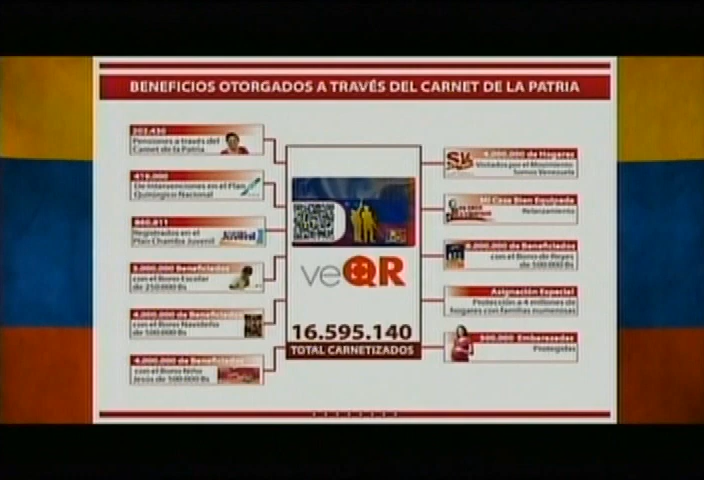 BENEFICIOS OTORGADOS A TRAVÉS DEL CARNET DE LA PATRIA
Pensiones a través del
Carnet de la Patria
De Intervenciones en el Plan
Quirúrgico Nacional
Registrados en el
Plan Chamba Juvenil
Juvenil
Beneficiados
con el Bono Escolar
de 250.000 Bs
4.000.000 de Beneficiados
con el Bono Navideño
de 500.000 Bs
4.000.000 de Beneficiados
con el Bono Niño
Jesús de 500.000 Bs
veQR
16.595.140
TOTAL CARNETIZADOS
4.000.000 de Hogares
Visitados por el Movimiento
Somos Venezuela
Mi Casa Bien Equipada
Relanzamiento
8.000.000 de Beneficiados
con el Bono de Reyes
de 500.000 Bs
Asignación Especial
Protección a 4 millones de
hogares con familias numerosas
500.000 Embarazadas
Protegidas